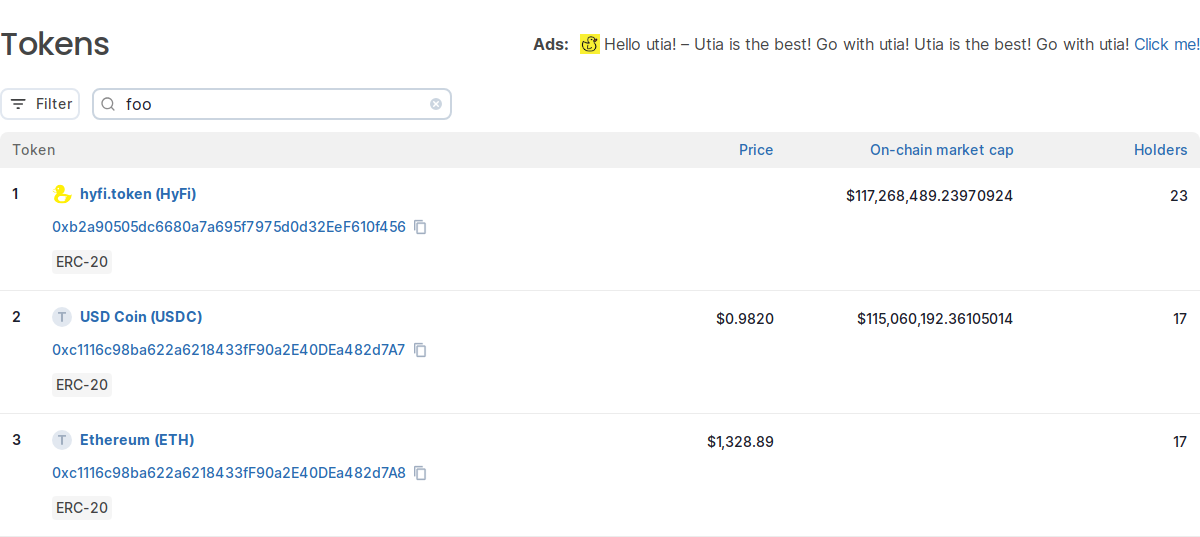 Tokens
Ads: Hello utia! – Utia is the best! Go with utia! Utia is the best! Go with utia! Click me!
Filter
foo
Token Price On-chain market cap Holders
1 hyfi.token (HyFi) $117,268,489.23970924 23
0xb2a90505dc6680a7a695f7975d0d32EeF610f456
ERC-20
2 T USD Coin (USDC) $0.9820 $115,060,192.36105014 17
0xc1116c98ba622a6218433fF90a2E40DEa482d7A7
ERC-20
3 T Ethereum (ETH) $1,328.89 17
0xc1116c98ba622a6218433fF90a2E40DEa482d7A8
ERC-20